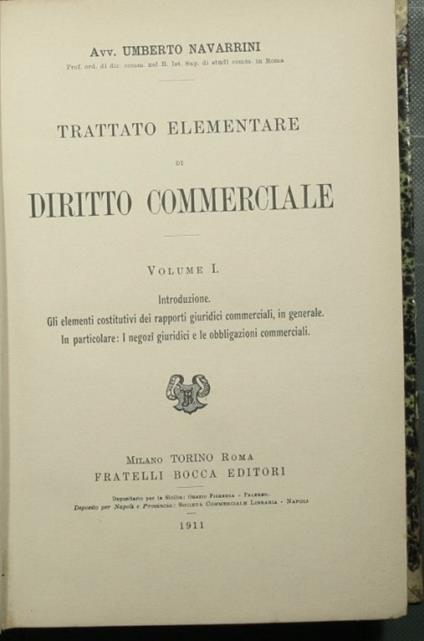 Avv. UMBERTO NAVARRINI
Prof. ord. di dir. comm. nel R. Ist. Sup. di studî comm. in Roma
TRATTATO ELEMENTARE
DI
DIRITTO COMMERCIALE
VOLUME I.
Introduzione.
Gli elementi costitutivi dei rapporti giuridici commerciali, in generale.
In particolare: I negozi giuridici e le obbligazioni commerciali.
MILANO TORINO ROMA
FRATELLI BOCCA EDITORI
Depositario per la Sicilia: ORAZIO FIORENZA - PALERMO.
Deposito per Napoli e Provincia: SOCIETÀ COMMERCIALE LIBRARIA - NAPOLI
1911